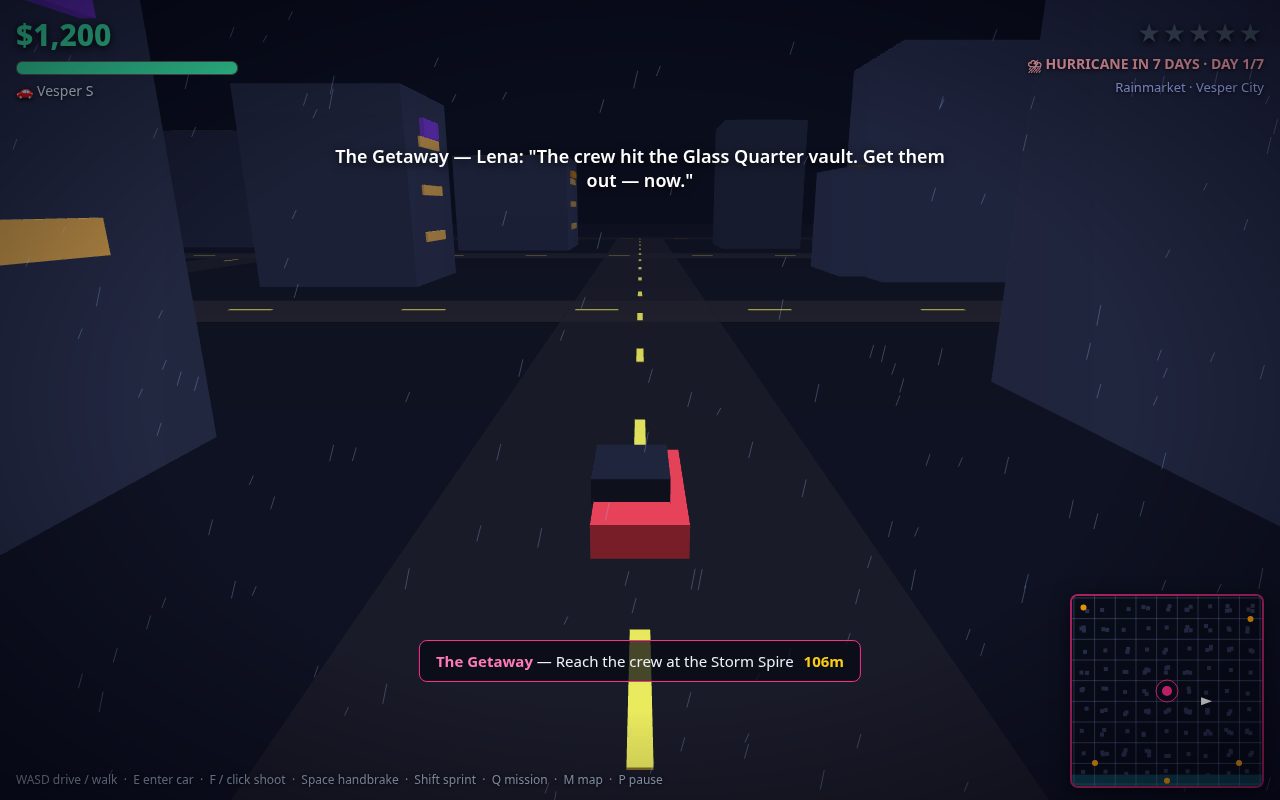 $1,200
🚗 Vesper S
★★★★★
⛈ HURRICANE IN 7 DAYS · DAY 1/7
Rainmarket · Vesper City
The Getaway — Lena: "The crew hit the Glass Quarter vault. Get them
out — now."
The Getaway — Reach the crew at the Storm Spire 106m
WASD drive / walk · E enter car · F / click shoot · Space handbrake · Shift sprint · Q mission · M map · P pause